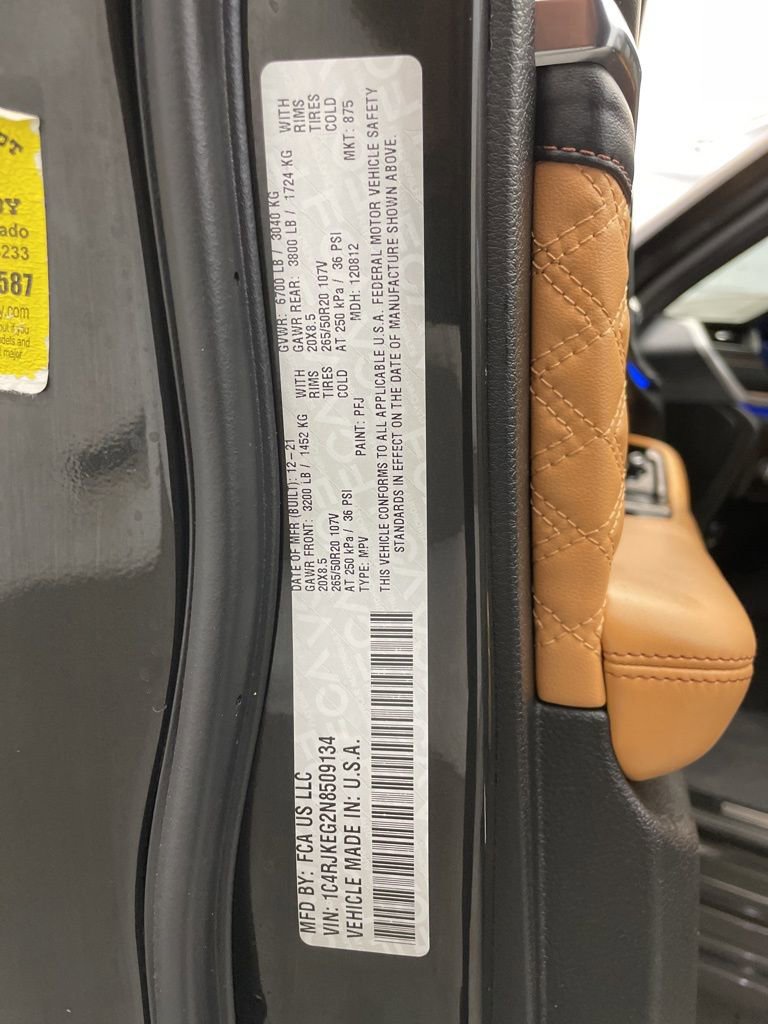 MFD BY: FCA US LLC
VIN: 1C4RJKEG2N8509134
VEHICLE MADE IN: U.S.A.
DATE OF MFR (BUILT): 12-21 GVWR: 6700 LB / 3040 KG
GAWR FRONT: 3200 LB / 1452 KG WITH GAWR REAR: 3800 LB / 1724 KG WITH
20X8.5 RIMS 20X8.5 RIMS
265/50R20 107V TIRES 265/50R20 107V TIRES
AT 250 kPa / 36 PSI COLD AT 250 kPa / 36 PSI COLD
TYPE: MPV PAINT: PFJ MDH: 120812 MKT: 875
THIS VEHICLE CONFORMS TO ALL APPLICABLE U.S.A. FEDERAL MOTOR VEHICLE SAFETY
STANDARDS IN EFFECT ON THE DATE OF MANUFACTURE SHOWN ABOVE.
233
587